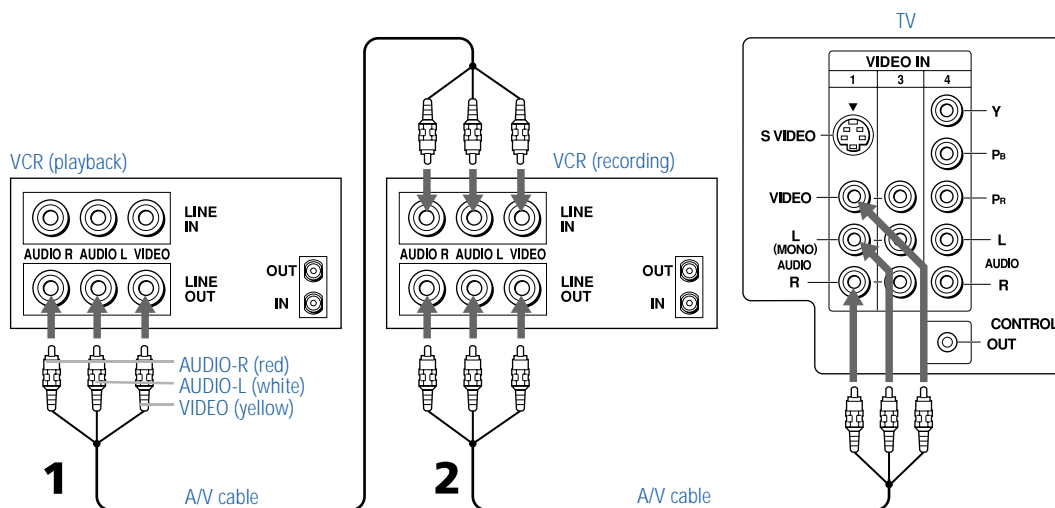 VCR (playback)
LINE
IN
AUDIO R AUDIO L VIDEO
LINE
OUT
OUT
IN
AUDIO-R (red)
AUDIO-L (white)
VIDEO (yellow)
1
A/V cable
VCR (recording)
LINE
IN
AUDIO R AUDIO L VIDEO
LINE
OUT
OUT
IN
2
A/V cable
TV
VIDEO IN
1 3 4
S VIDEO
VIDEO
L
(MONO)
AUDIO
R
Y
PB
PR
L
AUDIO
R
CONTROL
OUT